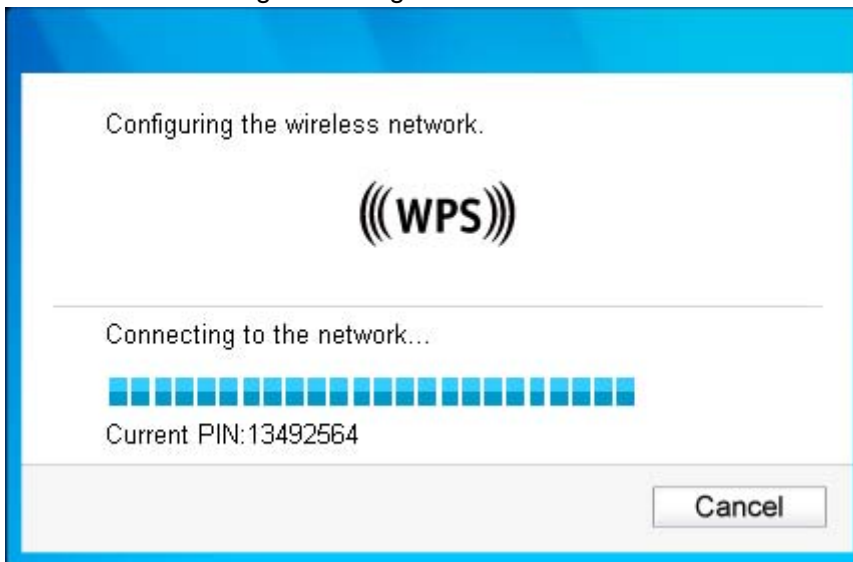 Configuring the wireless network.
(((WPS)))
Connecting to the network...
Current PIN:13492564
Cancel